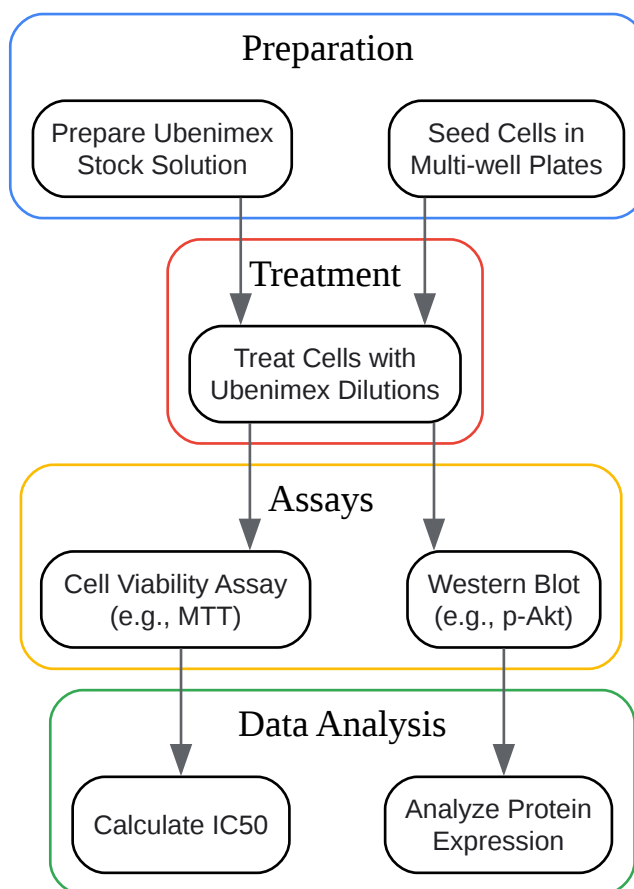 Preparation
Prepare Ubenimex
Stock Solution
Seed Cells in
Multi-well Plates
Treatment
Treat Cells with
Ubenimex Dilutions
Assays
Cell Viability Assay
(e.g., MTT)
Western Blot
(e.g., p-Akt)
Data Analysis
Calculate IC50
Analyze Protein
Expression